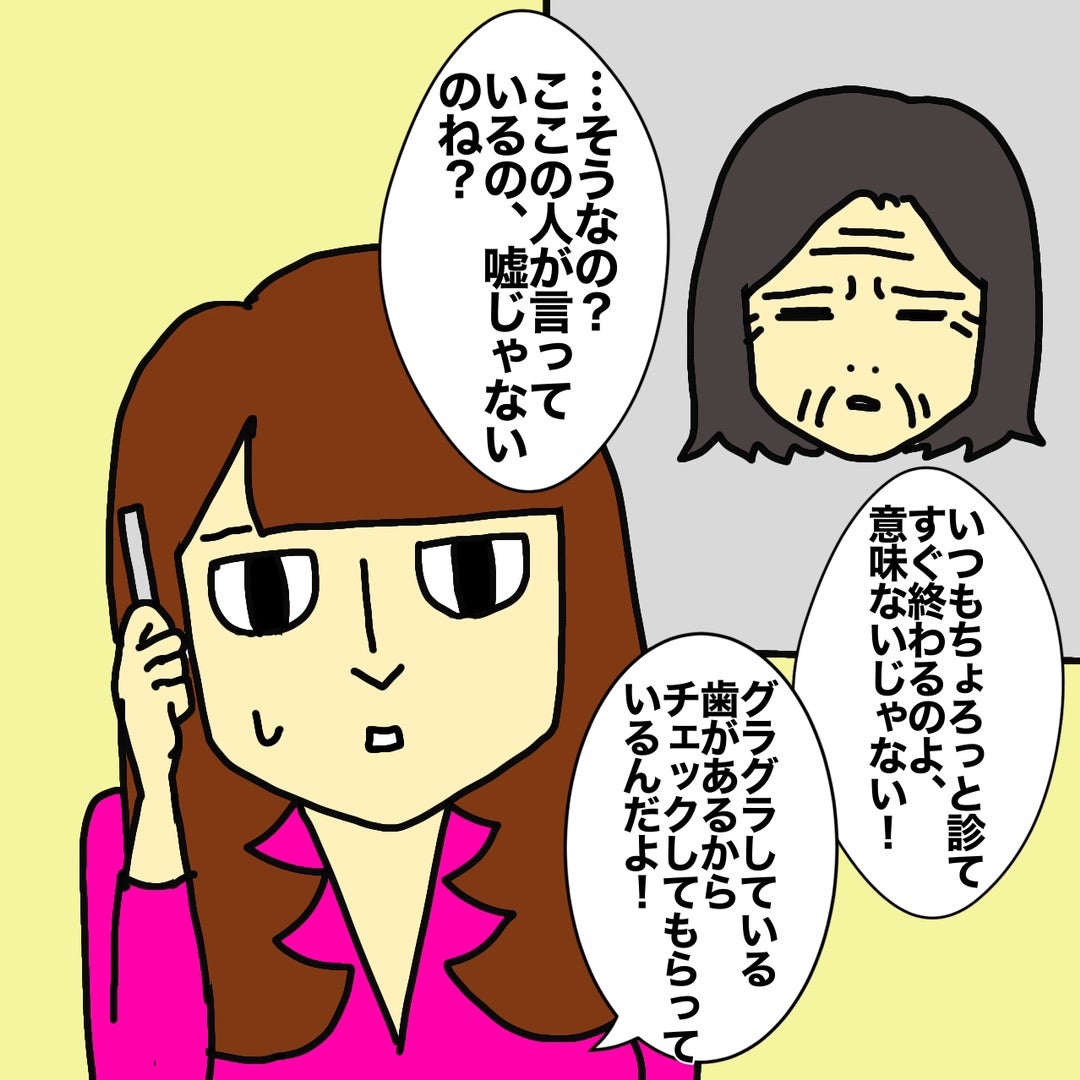 …そうなの？
ここの人が言って
いるの、嘘じゃない
のね？
いつもちょろっと診て
すぐ終わるのよ、
意味ないじゃない！
グラグラしている
歯があるから
チェックしてもらって
いるんだよ！